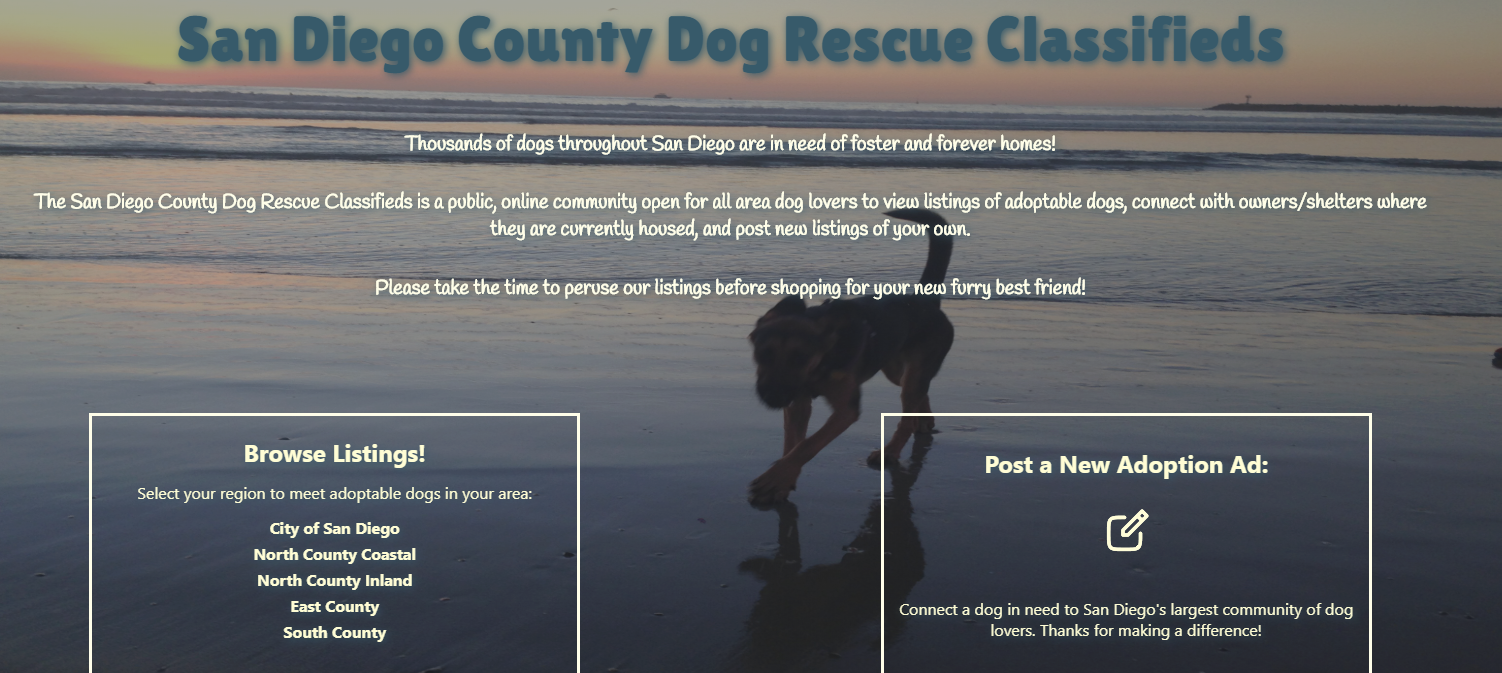 San Diego County Dog Rescue Classifieds
Thousands of dogs throughout San Diego are in need of foster and forever homes!
The San Diego County Dog Rescue Classifieds is a public, online community open for all area dog lovers to view listings of adoptable dogs, connect with owners/shelters where
they are currently housed, and post new listings of your own.
Please take the time to peruse our listings before shopping for your new furry best friend!
Browse Listings!
Select your region to meet adoptable dogs in your area:
City of San Diego
North County Coastal
North County Inland
East County
South County
Post a New Adoption Ad:
Connect a dog in need to San Diego's largest community of dog
lovers. Thanks for making a difference!